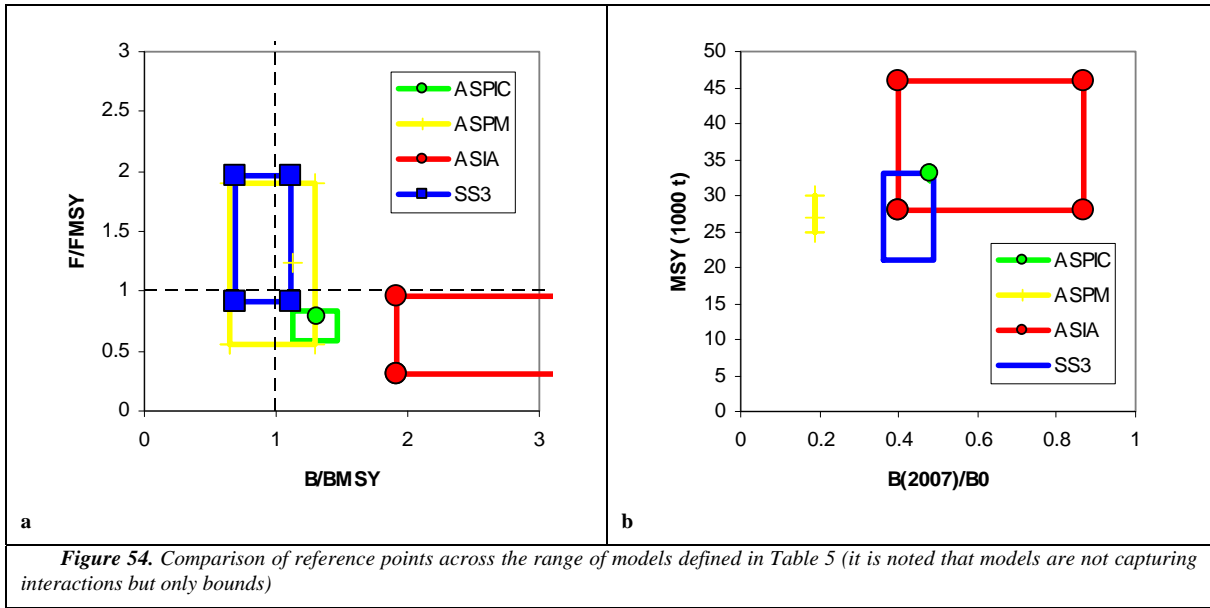 3
2.5
2
1.5
1
0.5
0
F/FMSY
0 1 2 3
B/BMSY
ASPIC
ASPM
ASIA
SS3
a
50
45
40
35
30
25
20
15
10
5
0
MSY (1000 t)
0 0.2 0.4 0.6 0.8 1
B(2007)/B0
ASPIC
ASPM
ASIA
SS3
b
Figure 54. Comparison of reference points across the range of models defined in Table 5 (it is noted that models are not capturing
interactions but only bounds)